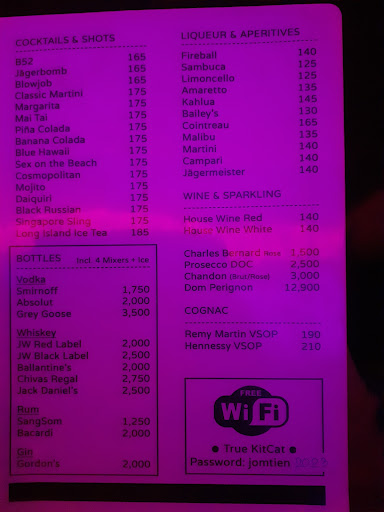 COCKTAILS & SHOTS
B52 165
Jägerbomb 165
Blowjob 165
Classic Martini 175
Margarita 175
Mai Tai 175
Piña Colada 175
Bahana Colada 175
Blue Hawaii 175
Sex on the Beach 175
Cosmopolitan 175
Mojito 175
Daiquiri 175
Black Russian 175
Singapore Sling 175
Long Island Ice Tea 185
BOTTLES Incl. 4 Mixers + Ice
Vodka
Smirnoff 1,750
Absolut 2,000
Grey Goose 3,500
Whiskey
JW Red Label 2,000
JW Black Label 2,500
Ballantine's 2,000
Chivas Regal 2,750
Jack Daniel's 2,500
Rum
SangSom 1,250
Bacardi 2,000
Gin
Gordon's 2,000
LIQUEUR & APERITIVES
Fireball 140
Sambuca 125
Limoncello 125
Amaretto 135
Kahlua 145
Bailey's 130
Cointreau 165
Malibu 135
Martini 140
Campari 140
Jägermeister 140
WINE & SPARKLING
House Wine Red 140
House Wine White 140
Charles Bernard Rose 1,500
Prosecco DOC 2,500
Chandon (Brut/Rose) 3,000
Dom Perignon 12,900
COGNAC
Remy Martin VSOP 190
Hennessy VSOP 210
FREE
WiFi
● True KitCat ●
Password: jomtien